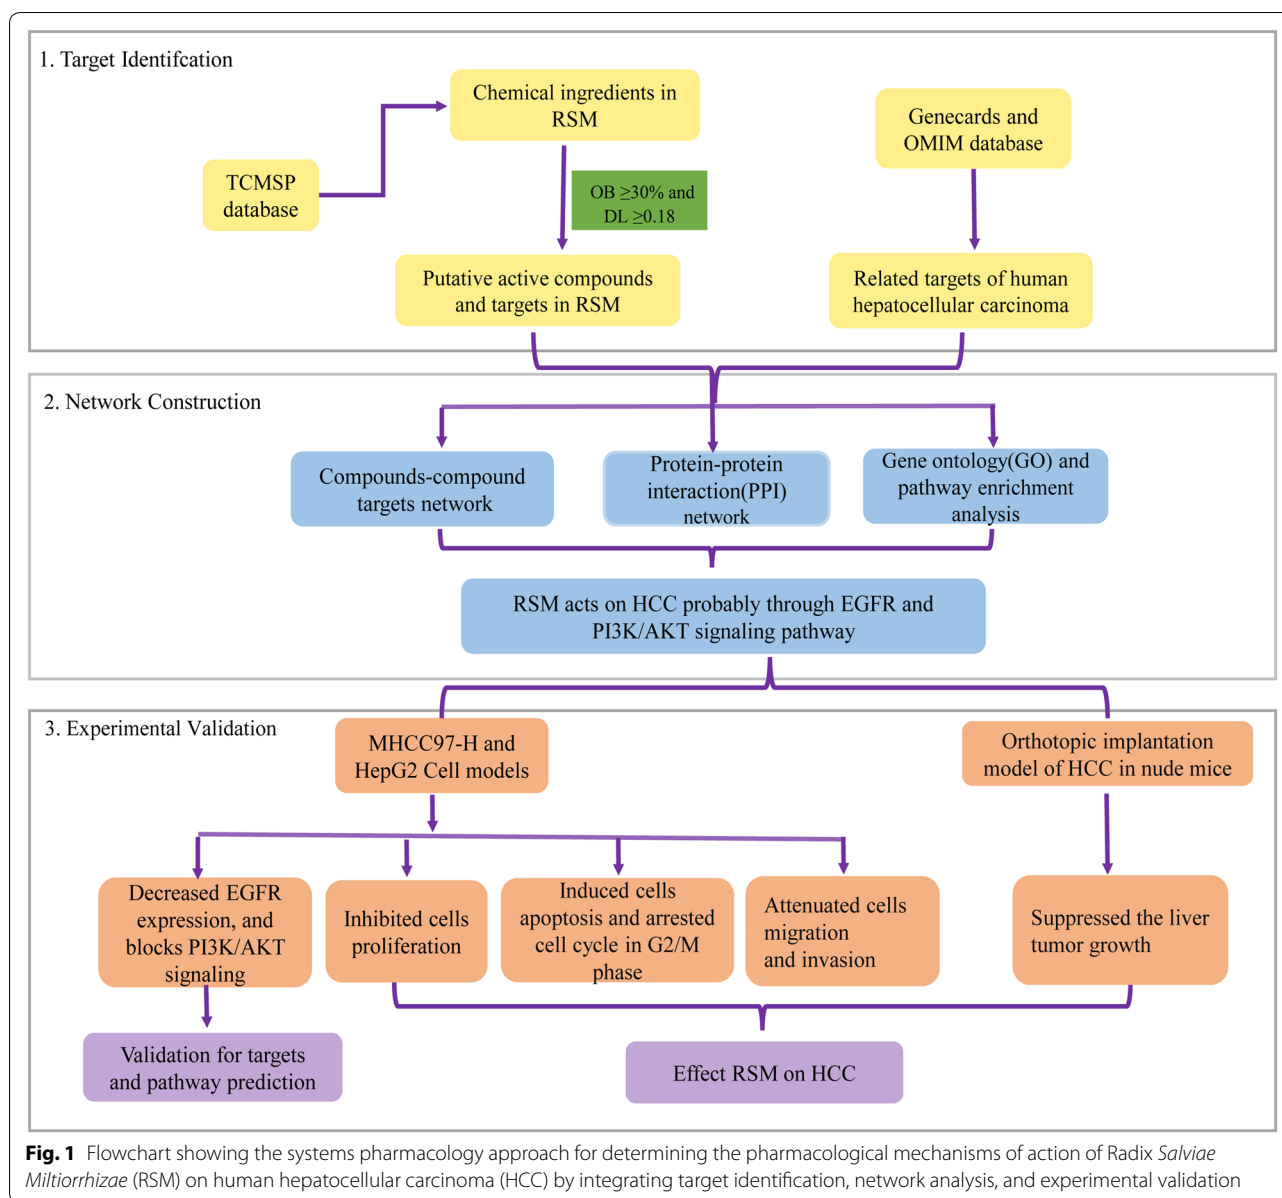 1. Target Identifcation
Chemical ingredients in
RSM
Genecards and
OMIM database
TCMSP
database
OB ≥30% and
DL ≥0.18
Putative active compounds
and targets in RSM
Related targets of human
hepatocellular carcinoma
2. Network Construction
Compounds-compound
targets network
Protein-protein
interaction(PPI)
network
Gene ontology(GO) and
pathway enrichment
analysis
RSM acts on HCC probably through EGFR and
PI3K/AKT signaling pathway
3. Experimental Validation
MHCC97-H and
HepG2 Cell models
Orthotopic implantation
model of HCC in nude mice
Decreased EGFR
expression, and
blocks PI3K/AKT
signaling
Inhibited cells
proliferation
Induced cells
apoptosis and arrested
cell cycle in G2/M
phase
Attenuated cells
migration
and invasion
Suppressed the liver
tumor growth
Validation for targets
and pathway prediction
Effect RSM on HCC
Fig. 1 Flowchart showing the systems pharmacology approach for determining the pharmacological mechanisms of action of Radix Salviae
Miltiorrhizae (RSM) on human hepatocellular carcinoma (HCC) by integrating target identification, network analysis, and experimental validation